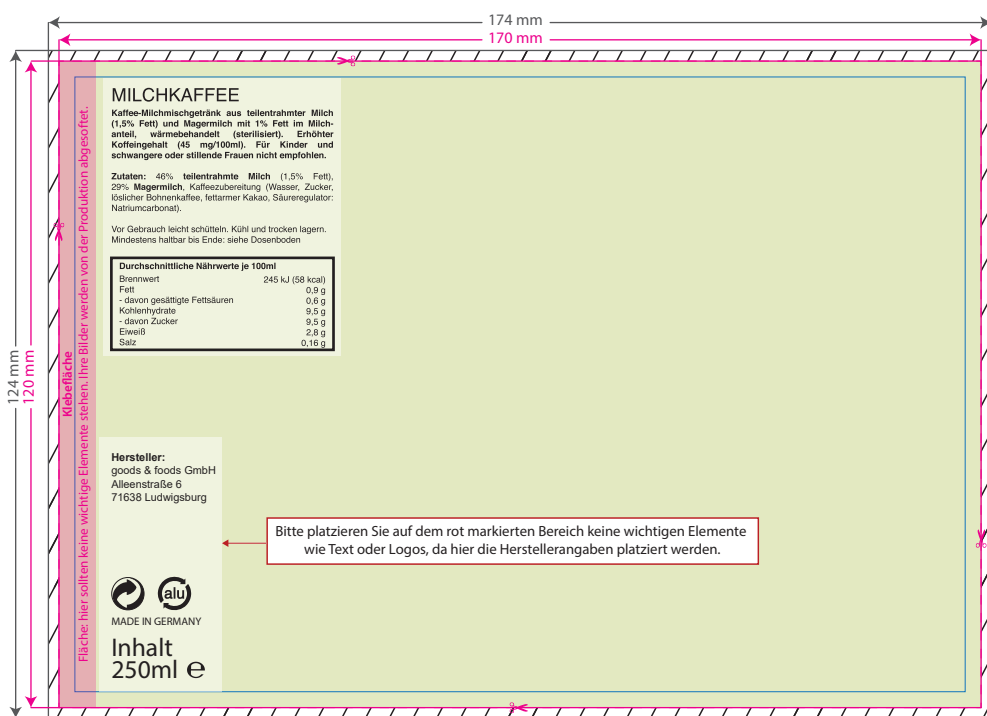 174 mm
170 mm
124 mm
120 mm
Klebefläche
Fläche: hier sollten keine wichtige Elemente stehen. Ihre Bilder werden von der Produktion abgesoftet.
MILCHKAFFEE
Kaffee-Milchmischgetränk aus teilentrahmter Milch
(1,5% Fett) und Magermilch mit 1% Fett im Milch-
anteil, wärmebehandelt (sterilisiert). Erhöhter
Koffeingehalt (45 mg/100ml). Für Kinder und
schwangere oder stillende Frauen nicht empfohlen.
Zutaten: 46% teilentrahmte Milch (1,5% Fett),
29% Magermilch, Kaffeezubereitung (Wasser, Zucker,
löslicher Bohnenkaffee, fettarmer Kakao, Säureregulator:
Natriumcarbonat).
Vor Gebrauch leicht schütteln. Kühl und trocken lagern.
Mindestens haltbar bis Ende: siehe Dosenboden
Durchschnittliche Nährwerte je 100ml
Brennwert 245 kJ (58 kcal)
Fett 0,9 g
- davon gesättigte Fettsäuren 0,6 g
Kohlenhydrate 9,5 g
- davon Zucker 9,5 g
Eiweiß 2,8 g
Salz 0,16 g
Hersteller:
goods & foods GmbH
Alleenstraße 6
71638 Ludwigsburg
Bitte platzieren Sie auf dem rot markierten Bereich keine wichtigen Elemente
wie Text oder Logos, da hier die Herstellerangaben platziert werden.
alu
MADE IN GERMANY
Inhalt
250ml ℮